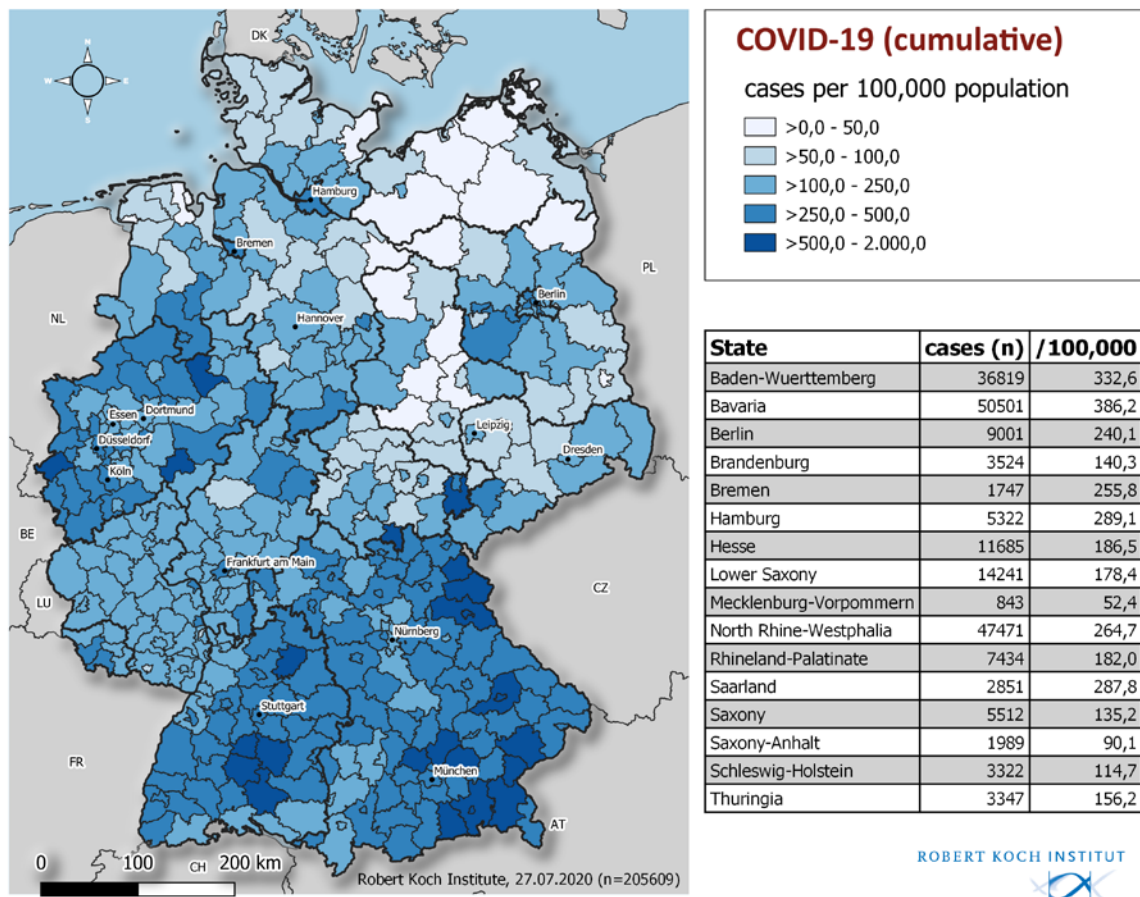 DK
N
W E
S
Hamburg
Bremen
PL
Berlin
NL
Hannover
Essen
Dortmund
Leipzig
Düsseldorf
Dresden
Köln
BE
Frankfurt am Main
LU
CZ
Nürnberg
Stuttgart
FR
München
AT
0 100 200 km
CH
Robert Koch Institute, 27.07.2020 (n=205609)
COVID-19 (cumulative)
cases per 100,000 population
>0,0 - 50,0
>50,0 - 100,0
>100,0 - 250,0
>250,0 - 500,0
>500,0 - 2.000,0
State cases (n) /100,000
Baden-Wuerttemberg 36819 332,6
Bavaria 50501 386,2
Berlin 9001 240,1
Brandenburg 3524 140,3
Bremen 1747 255,8
Hamburg 5322 289,1
Hesse 11685 186,5
Lower Saxony 14241 178,4
Mecklenburg-Vorpommern 843 52,4
North Rhine-Westphalia 47471 264,7
Rhineland-Palatinate 7434 182,0
Saarland 2851 287,8
Saxony 5512 135,2
Saxony-Anhalt 1989 90,1
Schleswig-Holstein 3322 114,7
Thuringia 3347 156,2
ROBERT KOCH INSTITUT